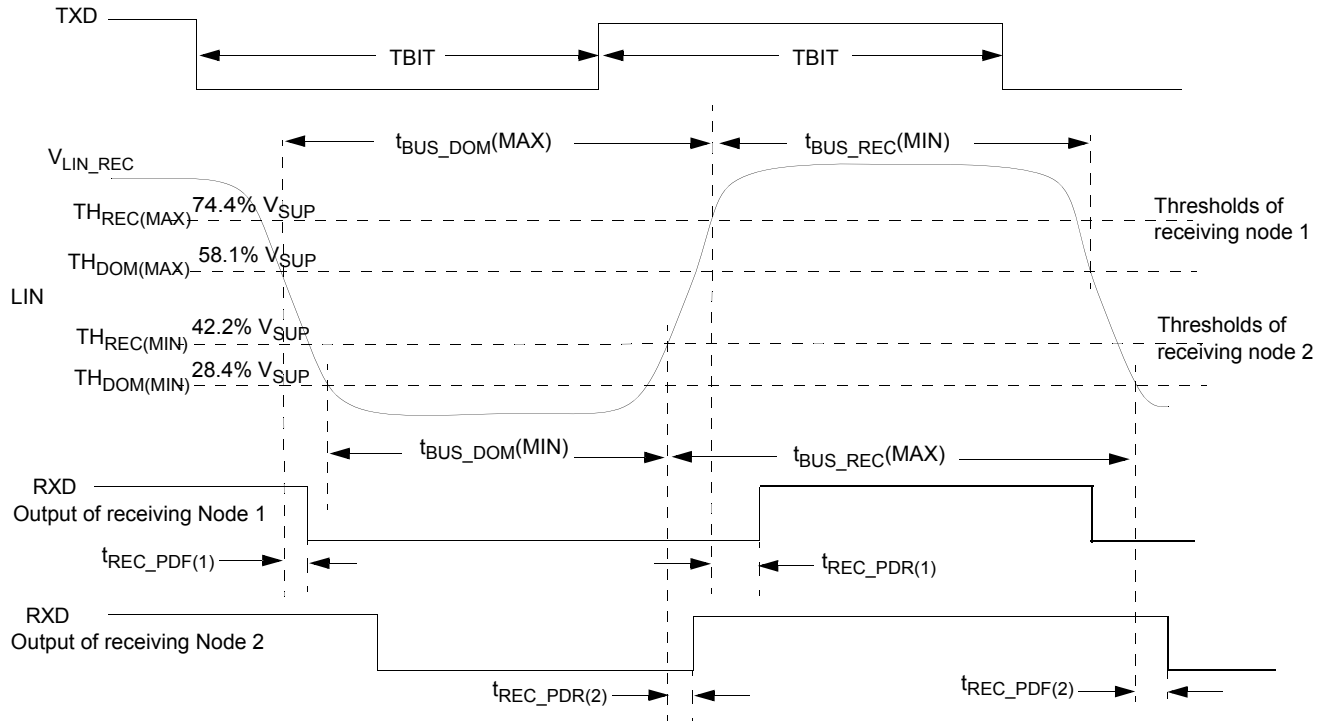 TXD
TBIT
TBIT
tBUS_DOM(MAX)
tBUS_REC(MIN)
VLIN_REC
THREC(MAX) 74.4% VSUP
Thresholds of
receiving node 1
THDOM(MAX) 58.1% VSUP
LIN
THREC(MIN) 42.2% VSUP
Thresholds of
receiving node 2
THDOM(MIN) 28.4% VSUP
tBUS_DOM(MIN)
tBUS_REC(MAX)
RXD
Output of receiving Node 1
tREC_PDF(1)
tREC_PDR(1)
RXD
Output of receiving Node 2
tREC_PDR(2)
tREC_PDF(2)